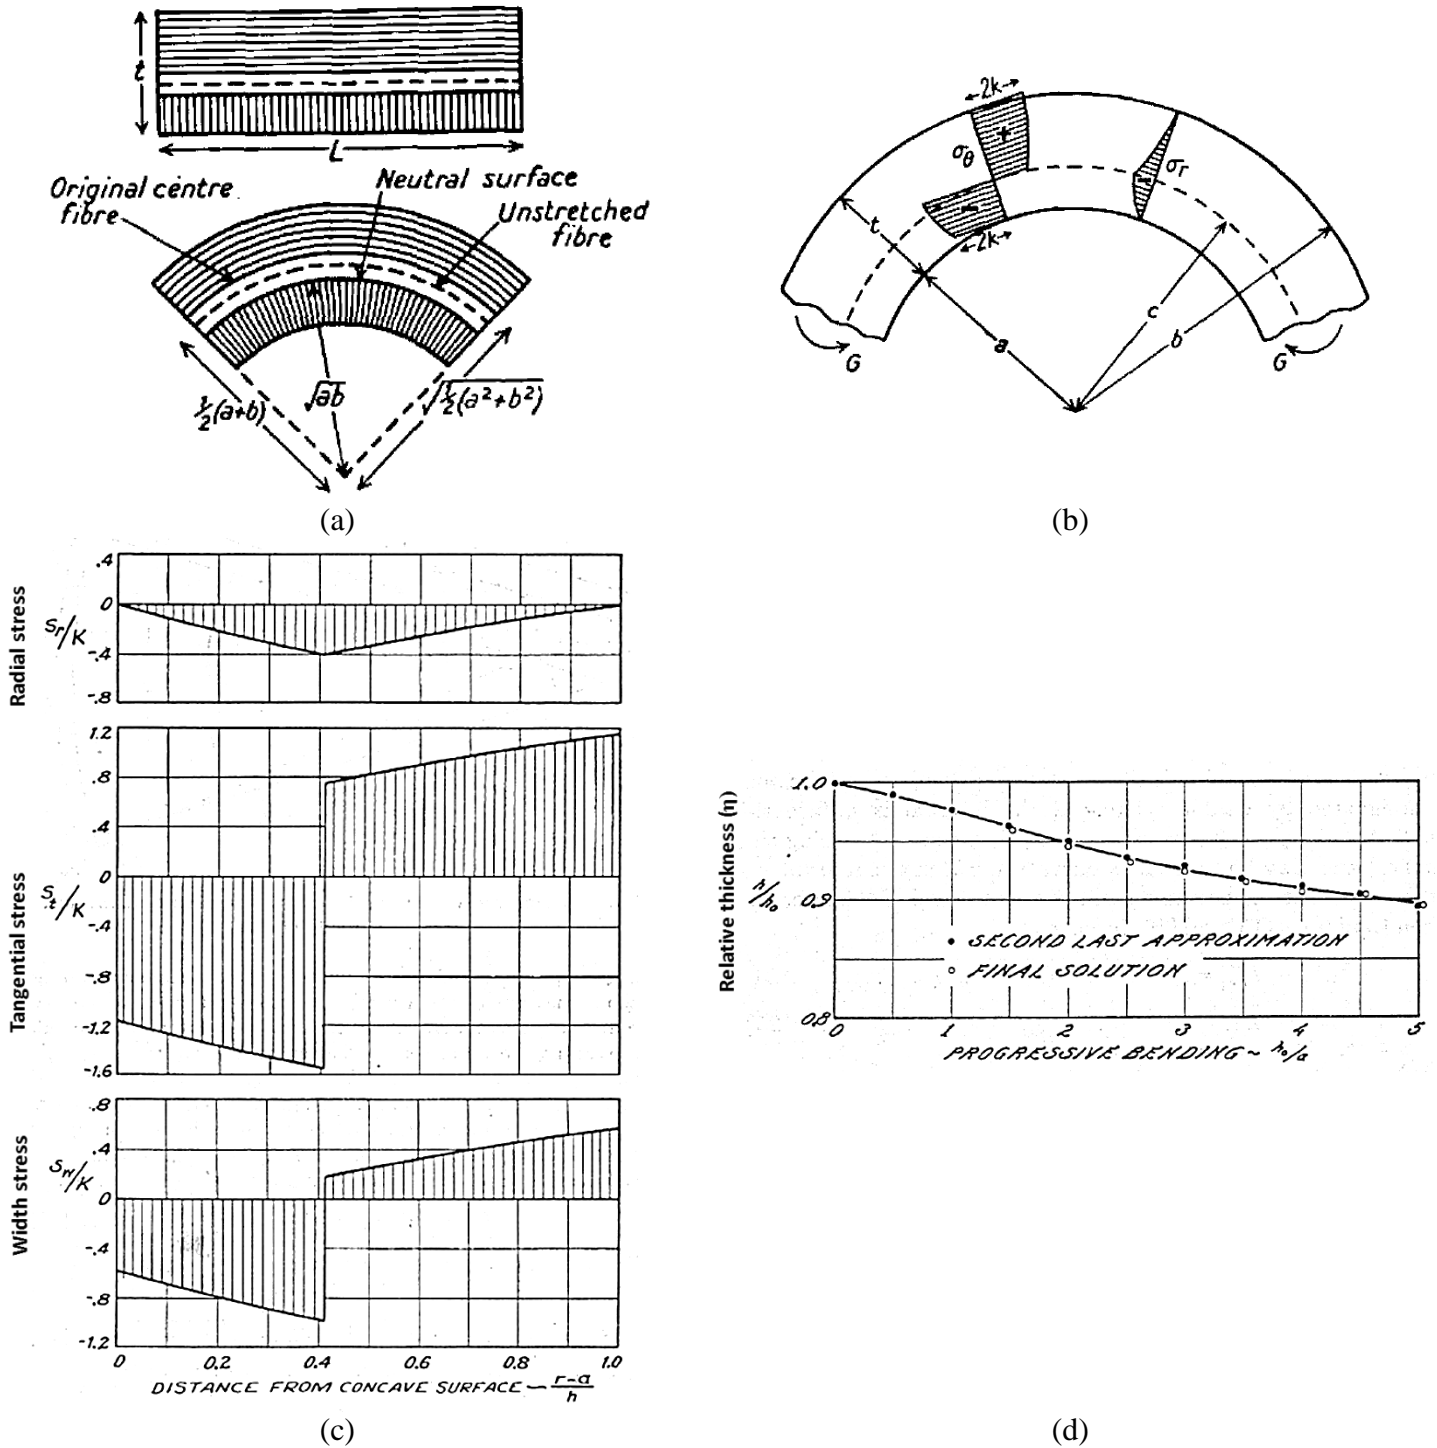 t
L
Original centre
fibre
Neutral surface
Unstretched
fibre
½(a+b)
√ab
√½(a²+b²)
(a)
2k
+
σθ
σr
−
−
2k
t
a
c
b
G
G
(b)
Radial stress
Sr/K
.4
0
-.4
-.8
Tangential stress
St/K
1.2
.8
.4
0
-.4
-.8
-1.2
-1.6
Width stress
Sw/K
.8
.4
0
-.4
-.8
-1.2
0 0.2 0.4 0.6 0.8 1.0
DISTANCE FROM CONCAVE SURFACE ~ r-a/h
(c)
Relative thickness (η)
h/h₀
1.0
0.9
0.8
• SECOND LAST APPROXIMATION
○ FINAL SOLUTION
0 1 2 3 4 5
PROGRESSIVE BENDING ~ h₀/a
(d)